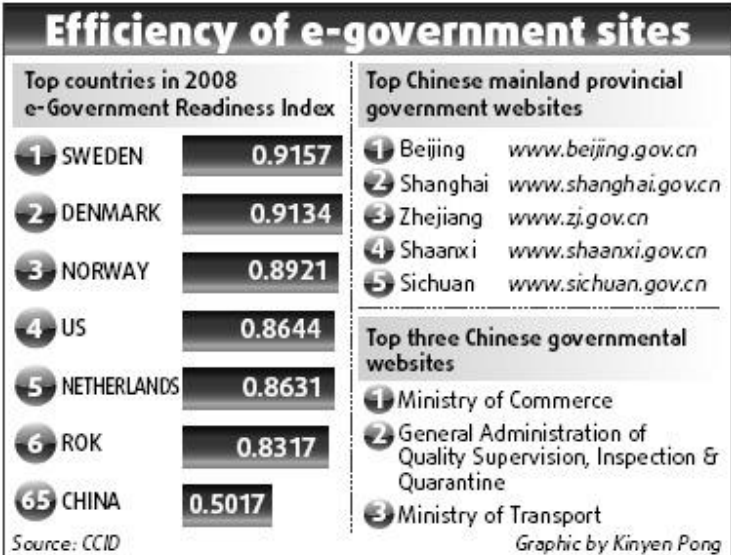 Efficiency of e-government sites
Top countries in 2008
e-Government Readiness Index
1 SWEDEN 0.9157
2 DENMARK 0.9134
3 NORWAY 0.8921
4 US 0.8644
5 NETHERLANDS 0.8631
6 ROK 0.8317
65 CHINA 0.5017
Source: CCID
Top Chinese mainland provincial
government websites
1 Beijing www.beijing.gov.cn
2 Shanghai www.shanghai.gov.cn
3 Zhejiang www.zj.gov.cn
4 Shaanxi www.shaanxi.gov.cn
5 Sichuan www.sichuan.gov.cn
Top three Chinese governmental
websites
1 Ministry of Commerce
2 General Administration of
Quality Supervision, Inspection &
Quarantine
3 Ministry of Transport
Graphic by Kinyen Pong